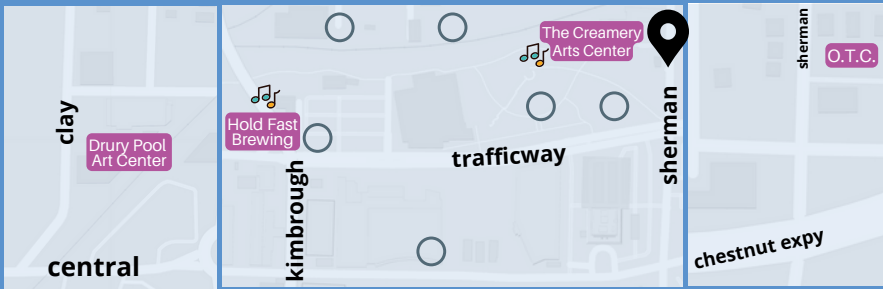 clay
Drury Pool
Art Center
central
Hold Fast
Brewing
kimbrough
The Creamery
Arts Center
trafficway
sherman
sherman
O.T.C.
chestnut expy